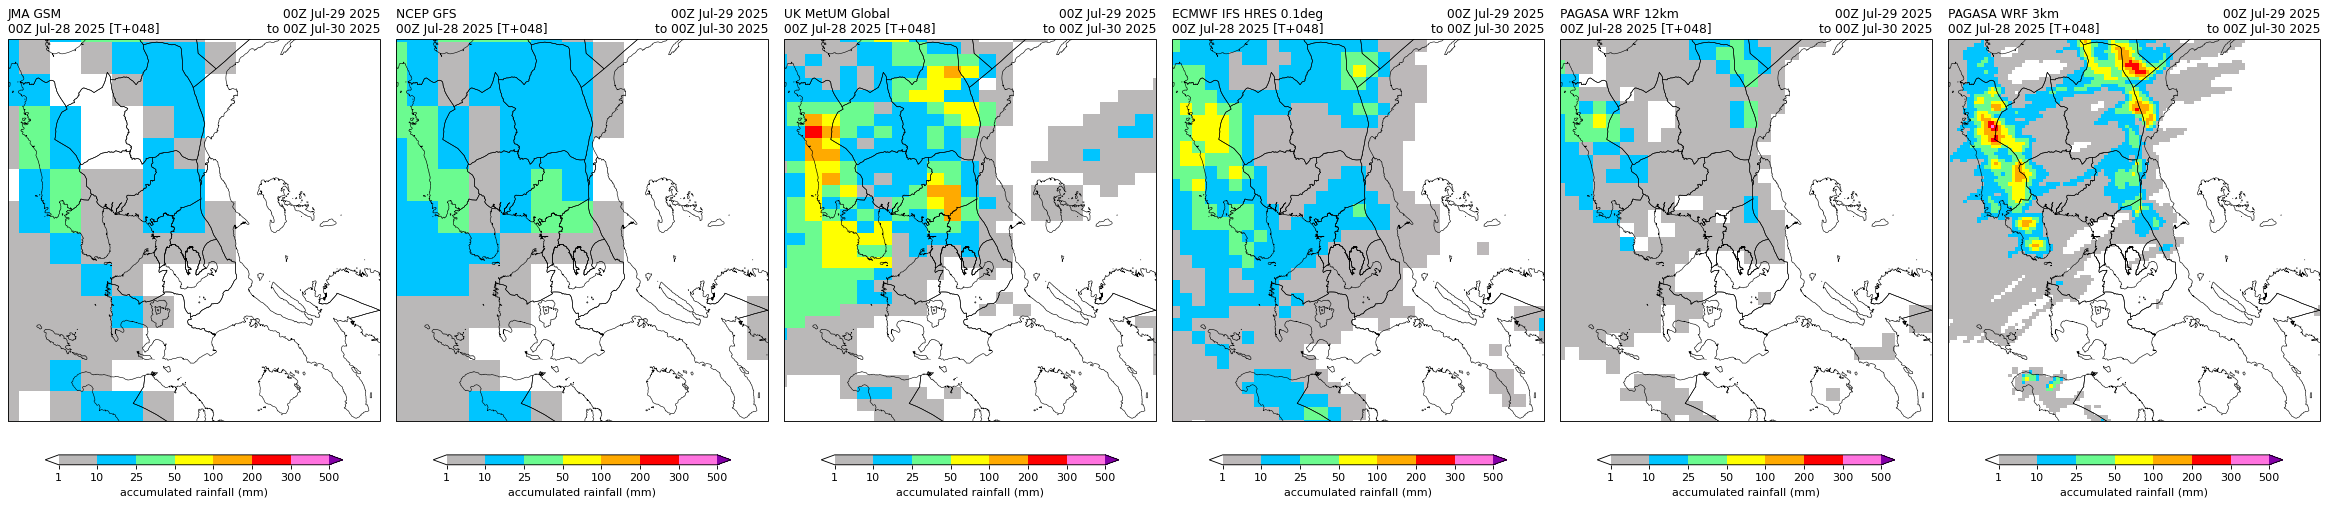 JMA GSM 00Z Jul-29 2025
00Z Jul-28 2025 [T+048] to 00Z Jul-30 2025
1 10 25 50 100 200 300 500
accumulated rainfall (mm)
NCEP GFS 00Z Jul-29 2025
00Z Jul-28 2025 [T+048] to 00Z Jul-30 2025
1 10 25 50 100 200 300 500
accumulated rainfall (mm)
UK MetUM Global 00Z Jul-29 2025
00Z Jul-28 2025 [T+048] to 00Z Jul-30 2025
1 10 25 50 100 200 300 500
accumulated rainfall (mm)
ECMWF IFS HRES 0.1deg 00Z Jul-29 2025
00Z Jul-28 2025 [T+048] to 00Z Jul-30 2025
1 10 25 50 100 200 300 500
accumulated rainfall (mm)
PAGASA WRF 12km 00Z Jul-29 2025
00Z Jul-28 2025 [T+048] to 00Z Jul-30 2025
1 10 25 50 100 200 300 500
accumulated rainfall (mm)
PAGASA WRF 3km 00Z Jul-29 2025
00Z Jul-28 2025 [T+048] to 00Z Jul-30 2025
1 10 25 50 100 200 300 500
accumulated rainfall (mm)